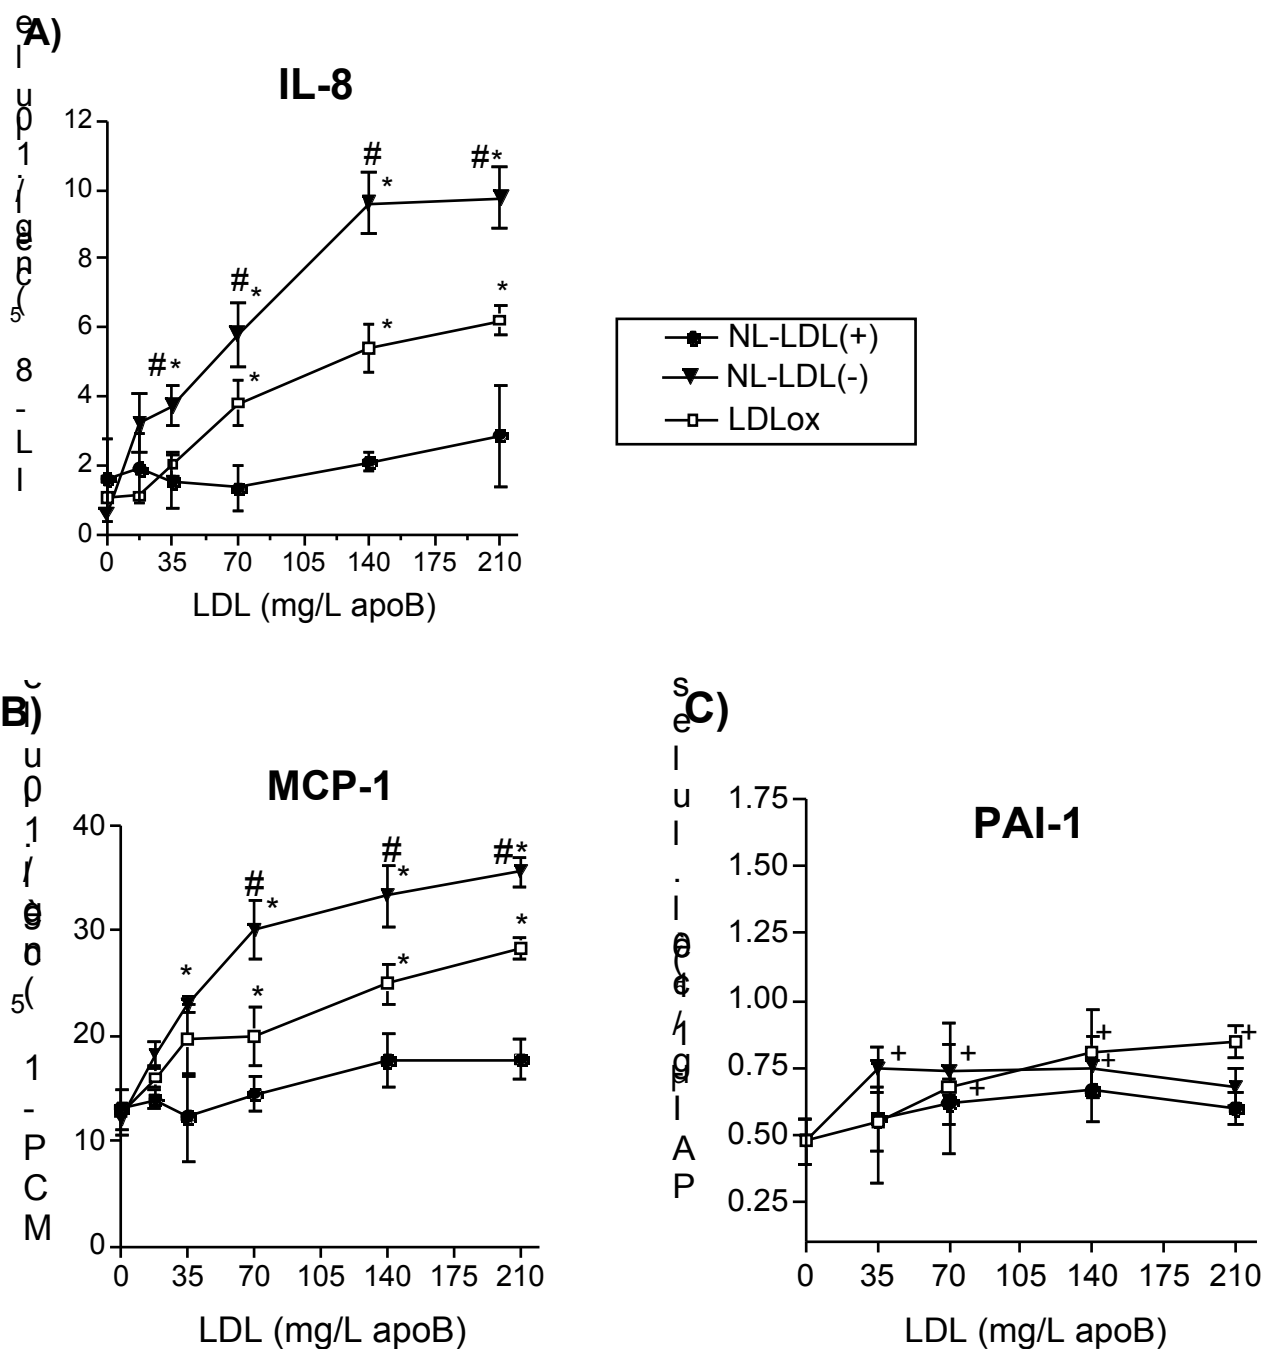 A)
IL-8
12
10
8
6
4
2
0
# *
# *
# *
# *
*
*
*
0 35 70 105 140 175 210
LDL (mg/L apoB)
NL-LDL(+)
NL-LDL(-)
LDLox
B)
MCP-1
40
30
20
10
0
*
# *
# *
# *
*
*
*
0 35 70 105 140 175 210
LDL (mg/L apoB)
C)
PAI-1
1.75
1.50
1.25
1.00
0.75
0.50
0.25
+ + + +
+ +
0 35 70 105 140 175 210
LDL (mg/L apoB)